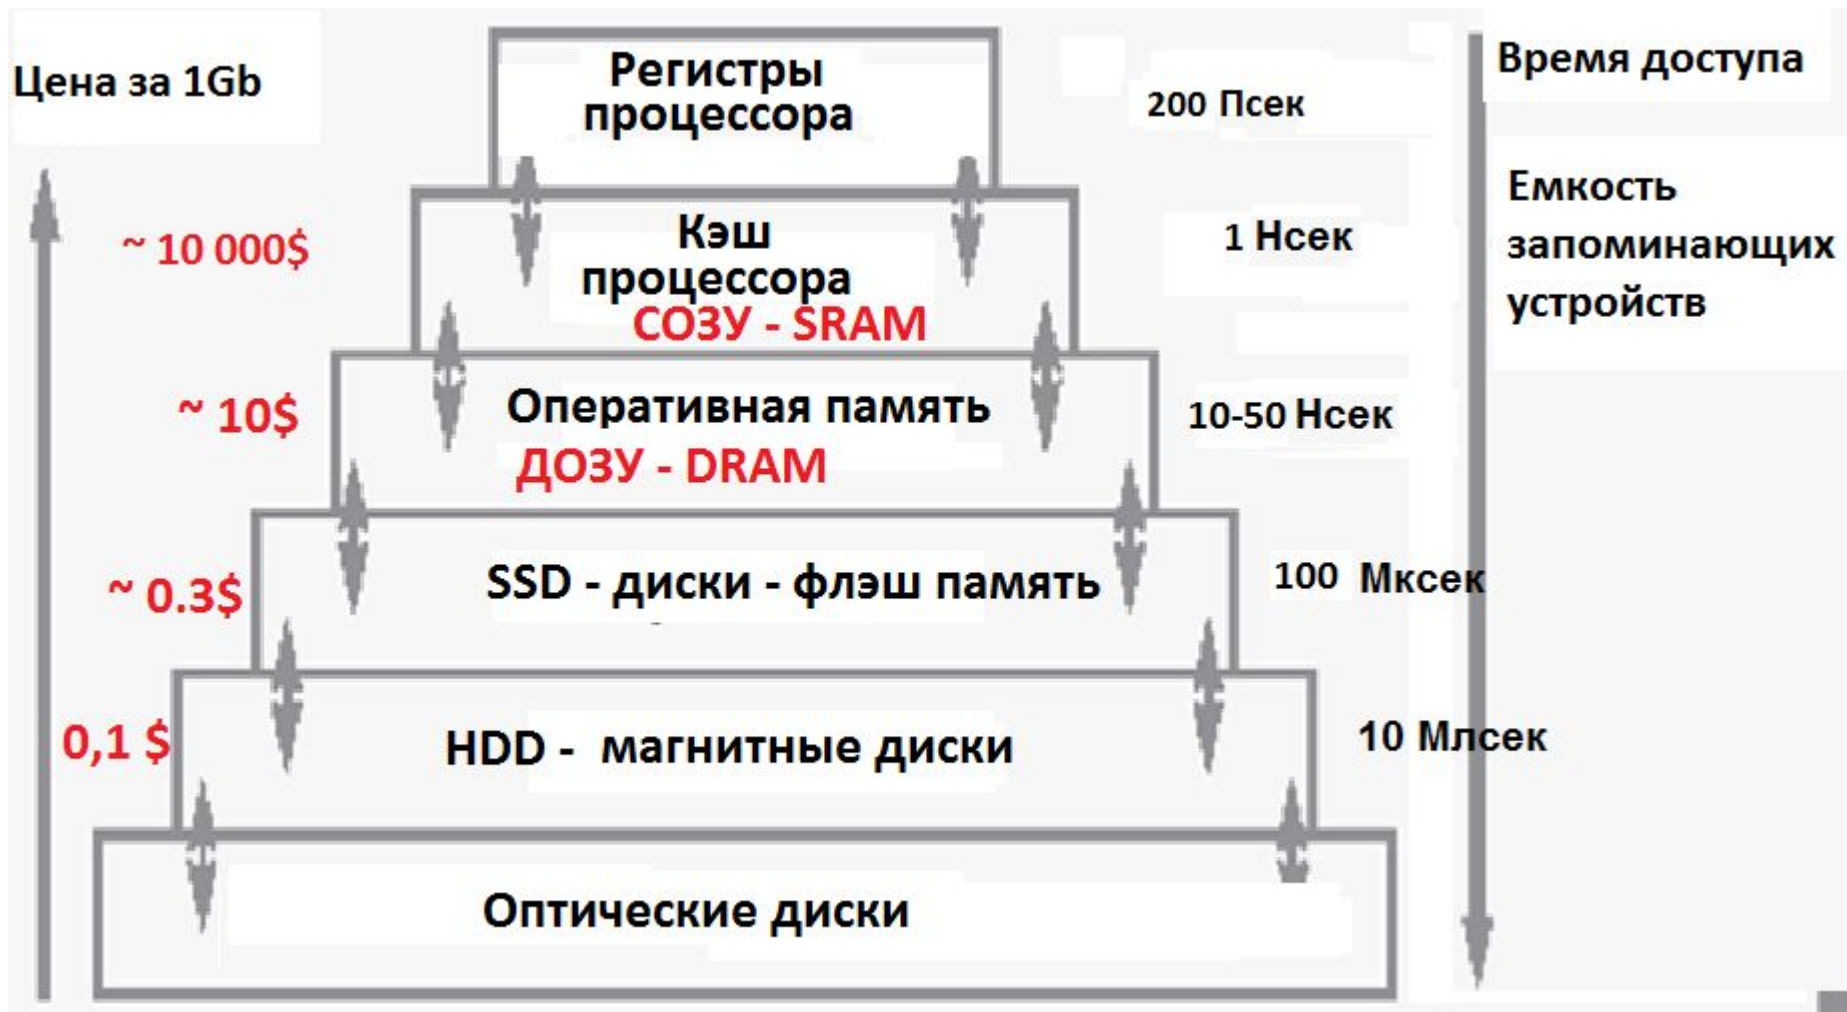 Цена за 1Gb
Регистры
процессора
200 Псек
Время доступа
Емкость
запоминающих
устройств
~ 10 000$
Кэш
процессора
СОЗУ - SRAM
1 Нсек
~ 10$
Оперативная память
ДОЗУ - DRAM
10-50 Нсек
~ 0.3$
SSD - диски - флэш память
100 Мксек
0,1 $
HDD - магнитные диски
10 Млсек
Оптические диски